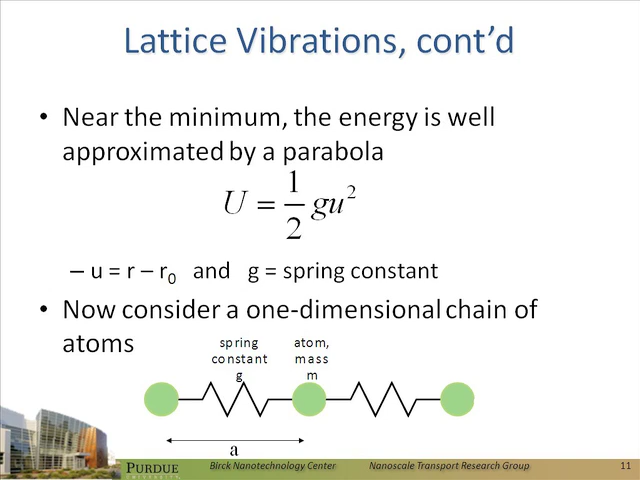 Lattice Vibrations, cont’d
• Near the minimum, the energy is well
approximated by a parabola
U = 1/2 gu²
– u = r – r₀ and g = spring constant
• Now consider a one-dimensional chain of
atoms
spring
constant
g
atom,
mass
m
a
PURDUE
UNIVERSITY
Birck Nanotechnology Center Nanoscale Transport Research Group 11